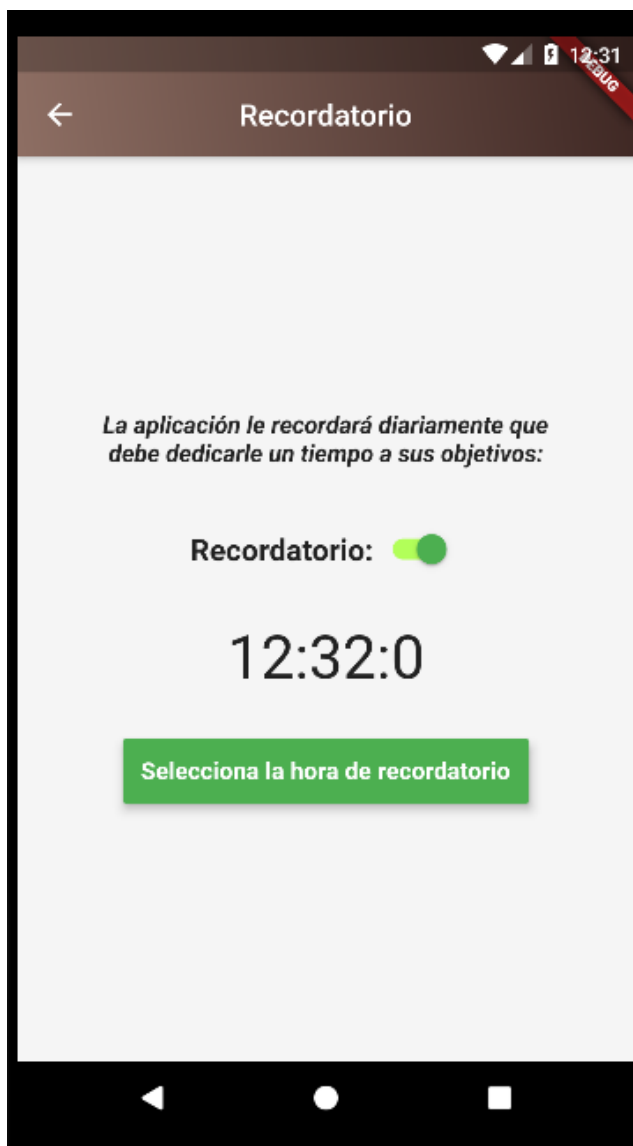 12:31
DEBUG
Recordatorio
La aplicación le recordará diariamente que
debe dedicarle un tiempo a sus objetivos:
Recordatorio:
12:32:0
Selecciona la hora de recordatorio